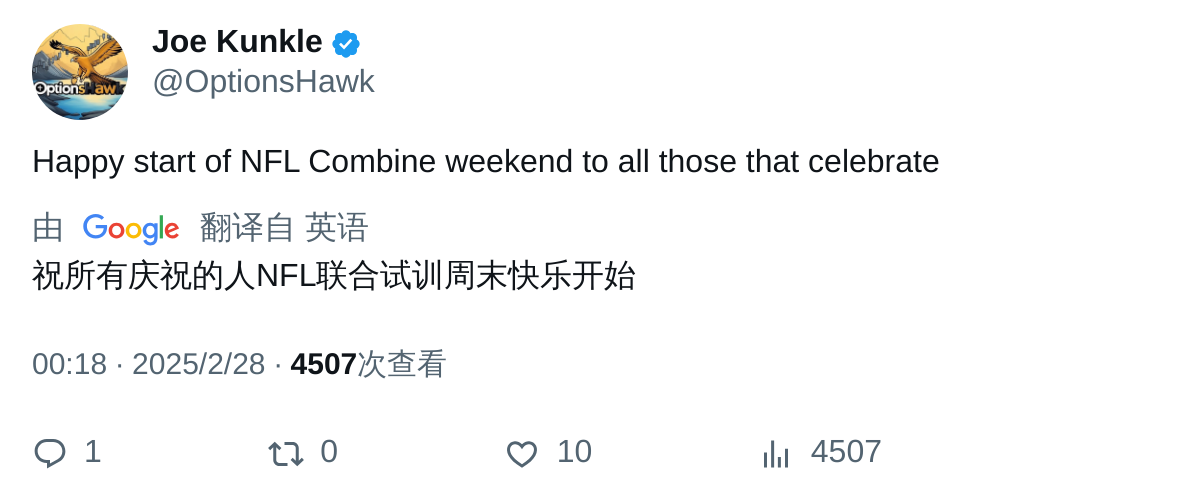 Joe Kunkle
@OptionsHawk
OptionsHawk
Happy start of NFL Combine weekend to all those that celebrate
由 Google 翻译自 英语
祝所有庆祝的人NFL联合试训周末快乐开始
00:18 · 2025/2/28 · 4507次查看
1 0 10 4507